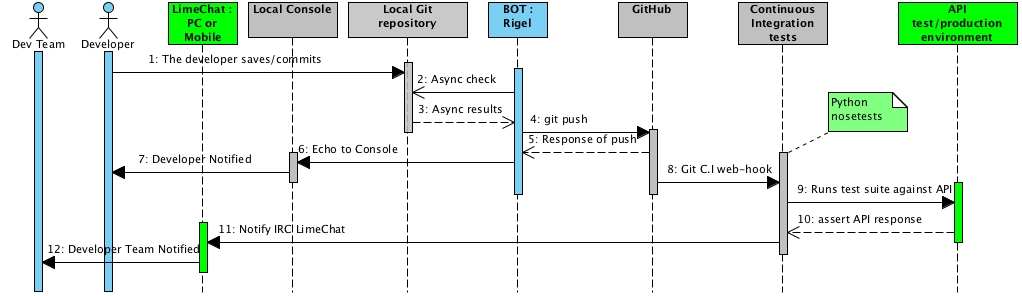 Dev Team
Developer
LimeChat :
PC or
Mobile
Local Console
Local Git
repository
BOT :
Rigel
GitHub
Continuous
Integration
tests
API
test/production
environment
1: The developer saves/commits
2: Async check
3: Async results
Python
nosetests
4: git push
5: Response of push
6: Echo to Console
7: Developer Notified
8: Git C.I web-hook
9: Runs test suite against API
10: assert API response
11: Notify IRC LimeChat
12: Developer Team Notified